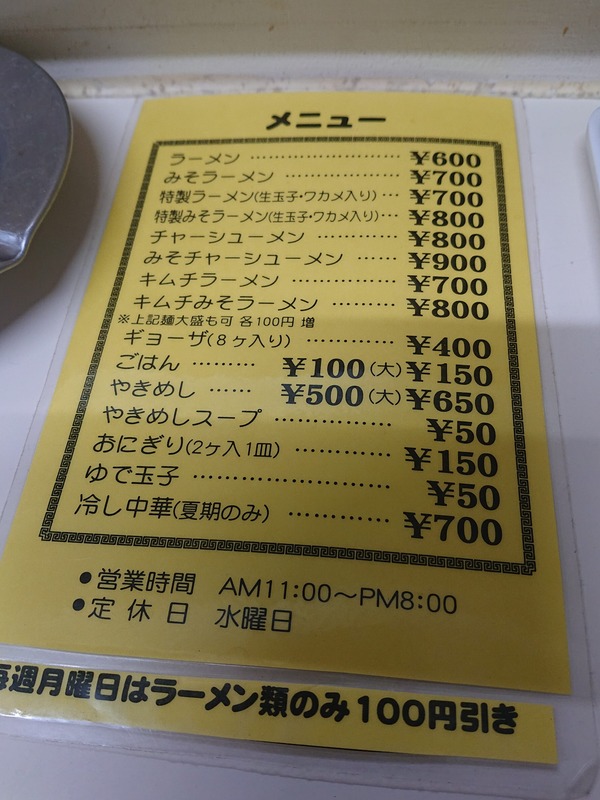 メニュー
ラーメン ……………………… ¥600
みそラーメン ………………… ¥700
特製ラーメン(生玉子・ワカメ入り)… ¥700
特製みそラーメン(生玉子・ワカメ入り)… ¥800
チャーシューメン ………… ¥800
みそチャーシューメン …… ¥900
キムチラーメン …………… ¥700
キムチみそラーメン ………… ¥800
※上記麺大盛も可 各100円 増
ギョーザ(8ヶ入り) ………… ¥400
ごはん ……… ¥100(大)¥150
やきめし …… ¥500(大)¥650
やきめしスープ …………… ¥50
おにぎり(2ヶ入1皿) ………… ¥150
ゆで玉子 ……………………… ¥50
冷し中華(夏期のみ) ………… ¥700
●営業時間 AM11:00〜PM8:00
●定休日 水曜日
毎週月曜日はラーメン類のみ100円引き